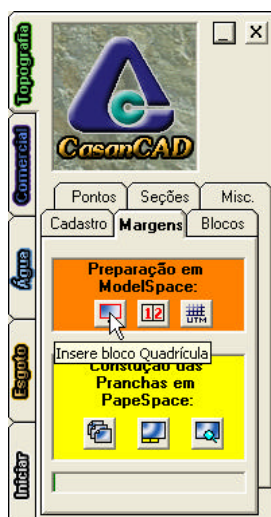 Topografia
Comercial
Água
Esgoto
Iniciar
CasanCAD
Pontos
Seções
Misc.
Cadastro
Margens
Blocos
Preparação em
ModelSpace:
12
UTM
Insere bloco Quadrícula
Constução das
Pranchas em
PapeSpace: